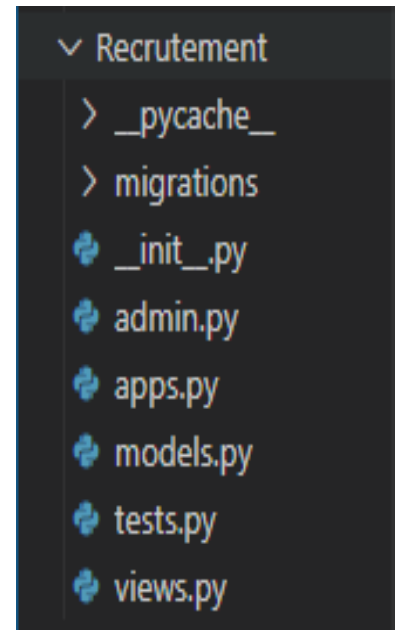 Recrutement
__pycache__
migrations
__init__.py
admin.py
apps.py
models.py
tests.py
views.py